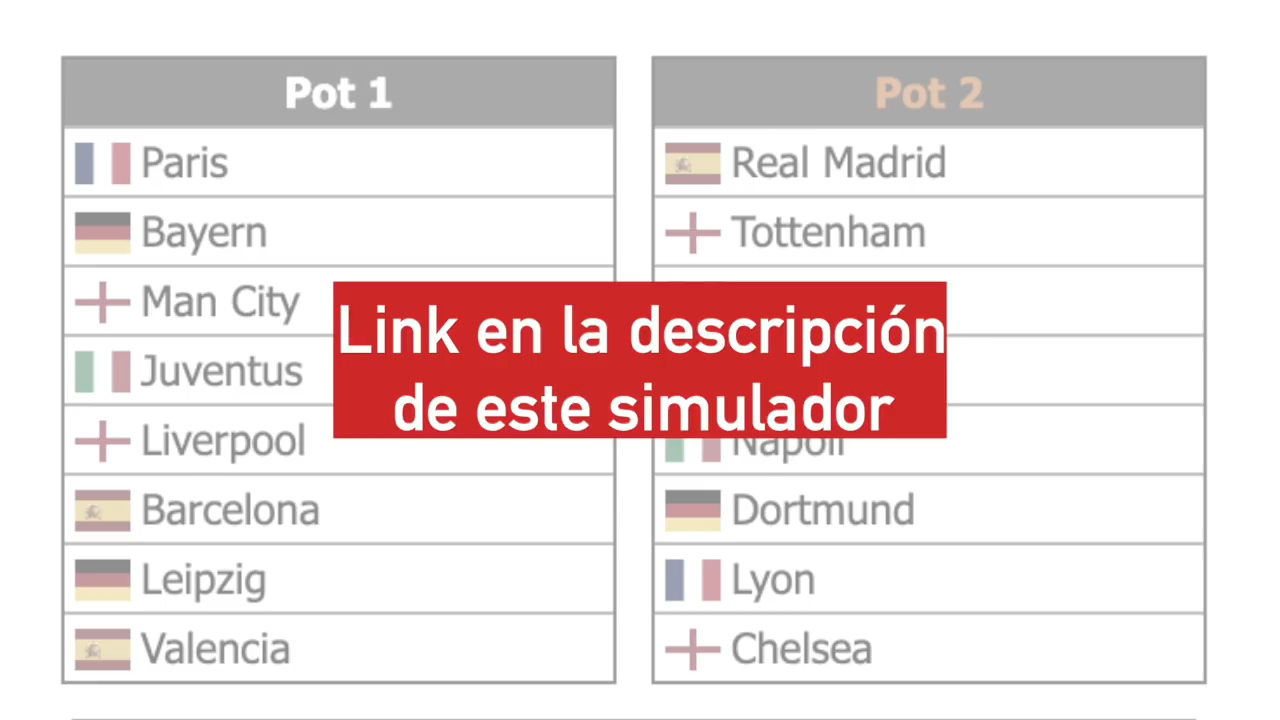 Pot 1
Paris
Bayern
Man City
Juventus
Liverpool
Barcelona
Leipzig
Valencia
Pot 2
Real Madrid
Tottenham
Napoli
Dortmund
Lyon
Chelsea
Link en la descripción
de este simulador